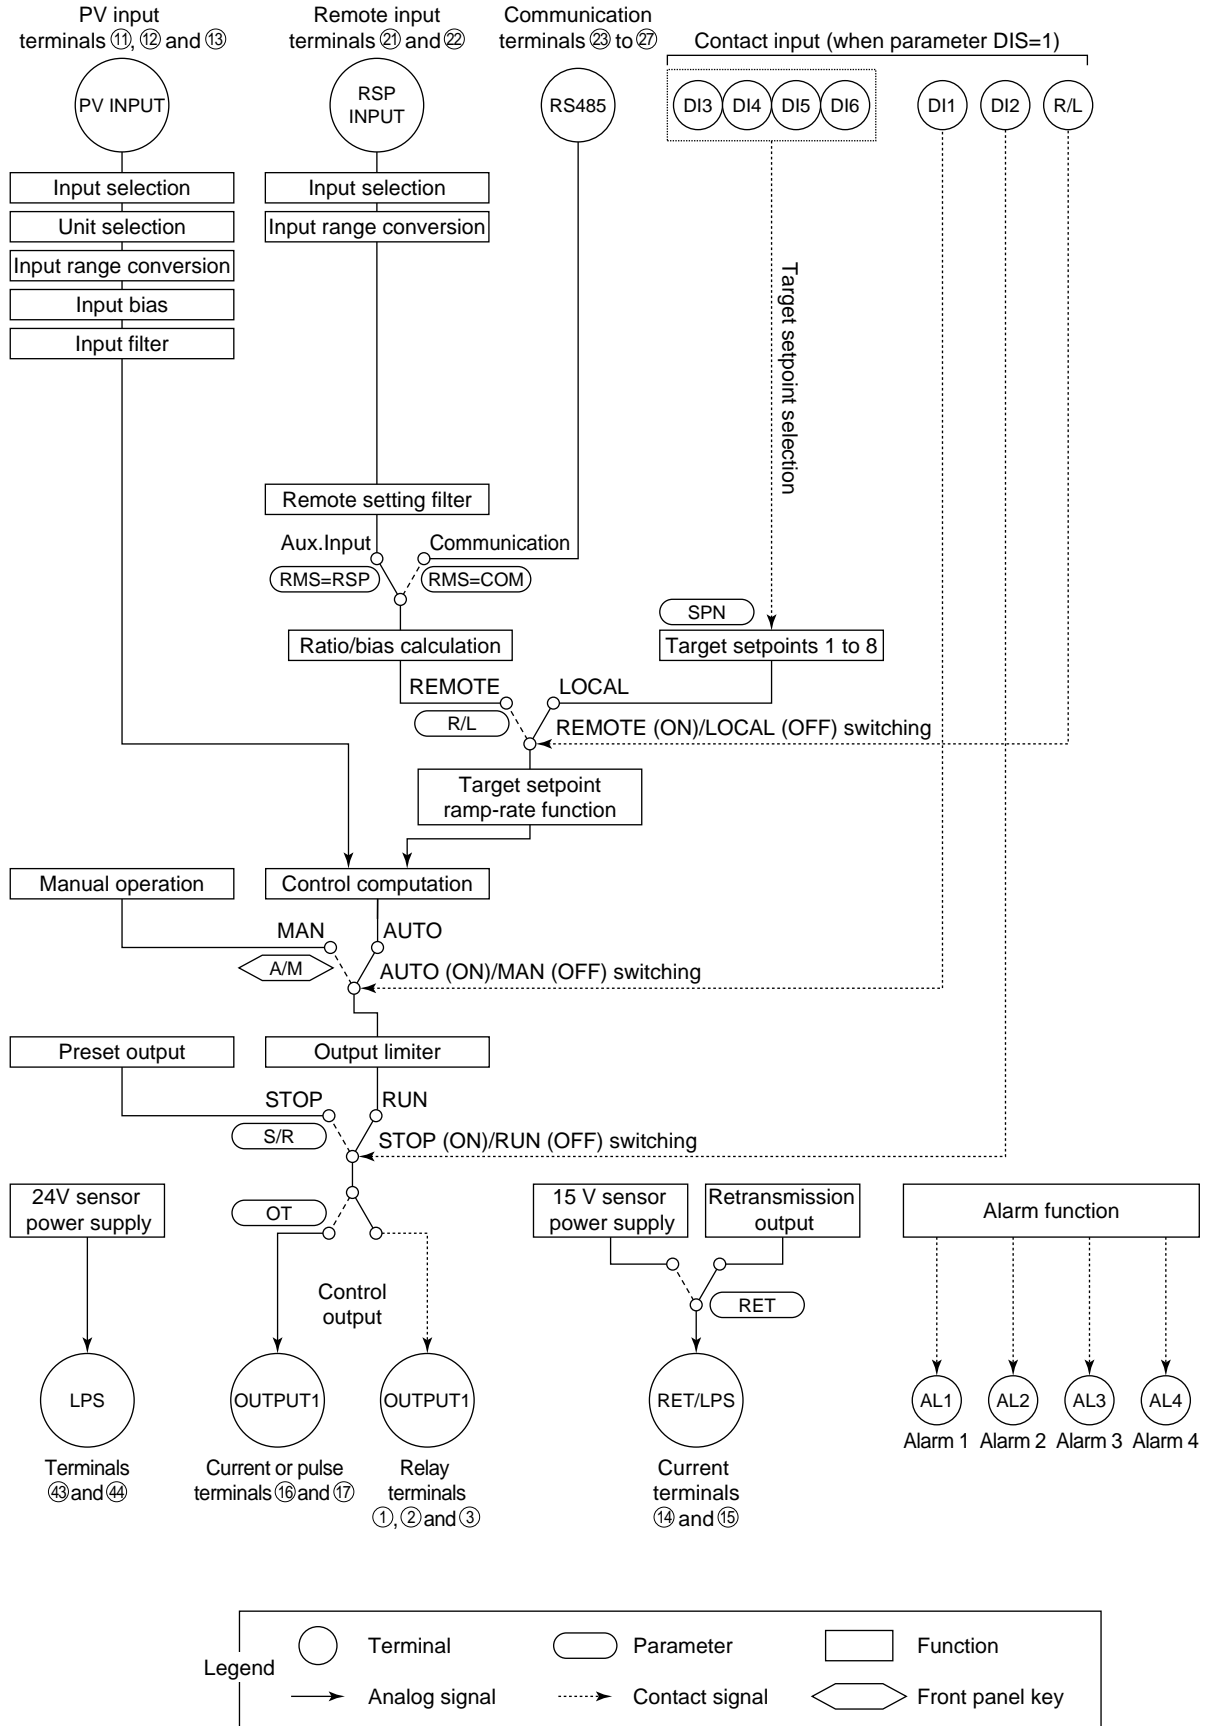 PV input
terminals ⑪, ⑫ and ⑬
Remote input
terminals ㉑ and ㉒
Communication
terminals ㉓ to ㉗
Contact input (when parameter DIS=1)
PV INPUT
RSP
INPUT
RS485
DI3
DI4
DI5
DI6
DI1
DI2
R/L
Input selection
Unit selection
Input range conversion
Input bias
Input filter
Input selection
Input range conversion
Target setpoint selection
Remote setting filter
Aux.Input
Communication
RMS=RSP
RMS=COM
SPN
Ratio/bias calculation
Target setpoints 1 to 8
REMOTE
LOCAL
R/L
REMOTE (ON)/LOCAL (OFF) switching
Target setpoint
ramp-rate function
Manual operation
Control computation
MAN
AUTO
A/M
AUTO (ON)/MAN (OFF) switching
Preset output
Output limiter
STOP
RUN
S/R
STOP (ON)/RUN (OFF) switching
24V sensor
power supply
OT
15 V sensor
power supply
Retransmission
output
Alarm function
Control
output
RET
LPS
OUTPUT1
OUTPUT1
RET/LPS
AL1
AL2
AL3
AL4
Alarm 1
Alarm 2
Alarm 3
Alarm 4
Terminals
㊸ and ㊹
Current or pulse
terminals ⑯ and ⑰
Relay
terminals
①, ② and ③
Current
terminals
⑭ and ⑮
Legend
Terminal
Parameter
Function
Analog signal
Contact signal
Front panel key